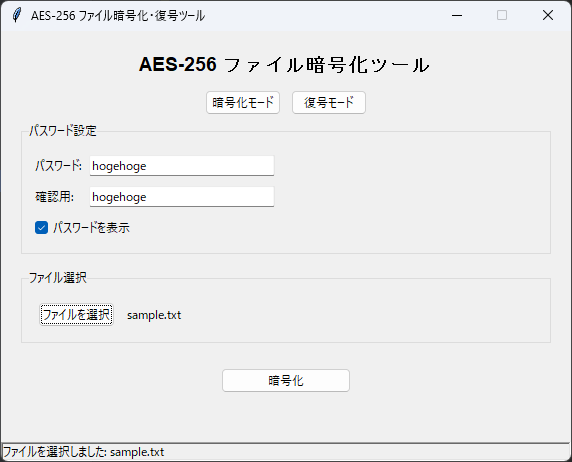 AES-256 ファイル暗号化・復号ツール
AES-256 ファイル暗号化ツール
暗号化モード 復号モード
パスワード設定
パスワード: hogehoge
確認用: hogehoge
パスワードを表示
ファイル選択
ファイルを選択 sample.txt
暗号化
ファイルを選択しました: sample.txt